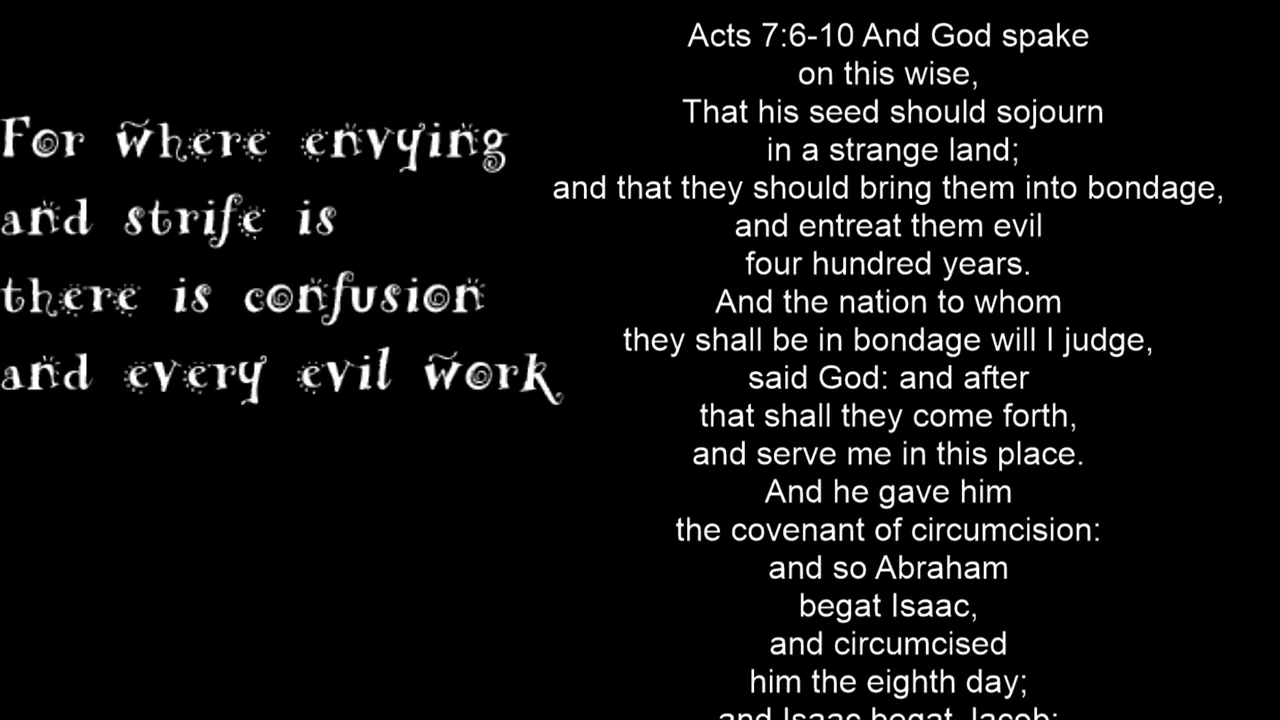 For where envying
and strife is
there is confusion
and every evil work
Acts 7:6-10 And God spake
on this wise,
That his seed should sojourn
in a strange land;
and that they should bring them into bondage,
and entreat them evil
four hundred years.
And the nation to whom
they shall be in bondage will I judge,
said God: and after
that shall they come forth,
and serve me in this place.
And he gave him
the covenant of circumcision:
and so Abraham
begat Isaac,
and circumcised
him the eighth day;
and Isaac begat Jacob;